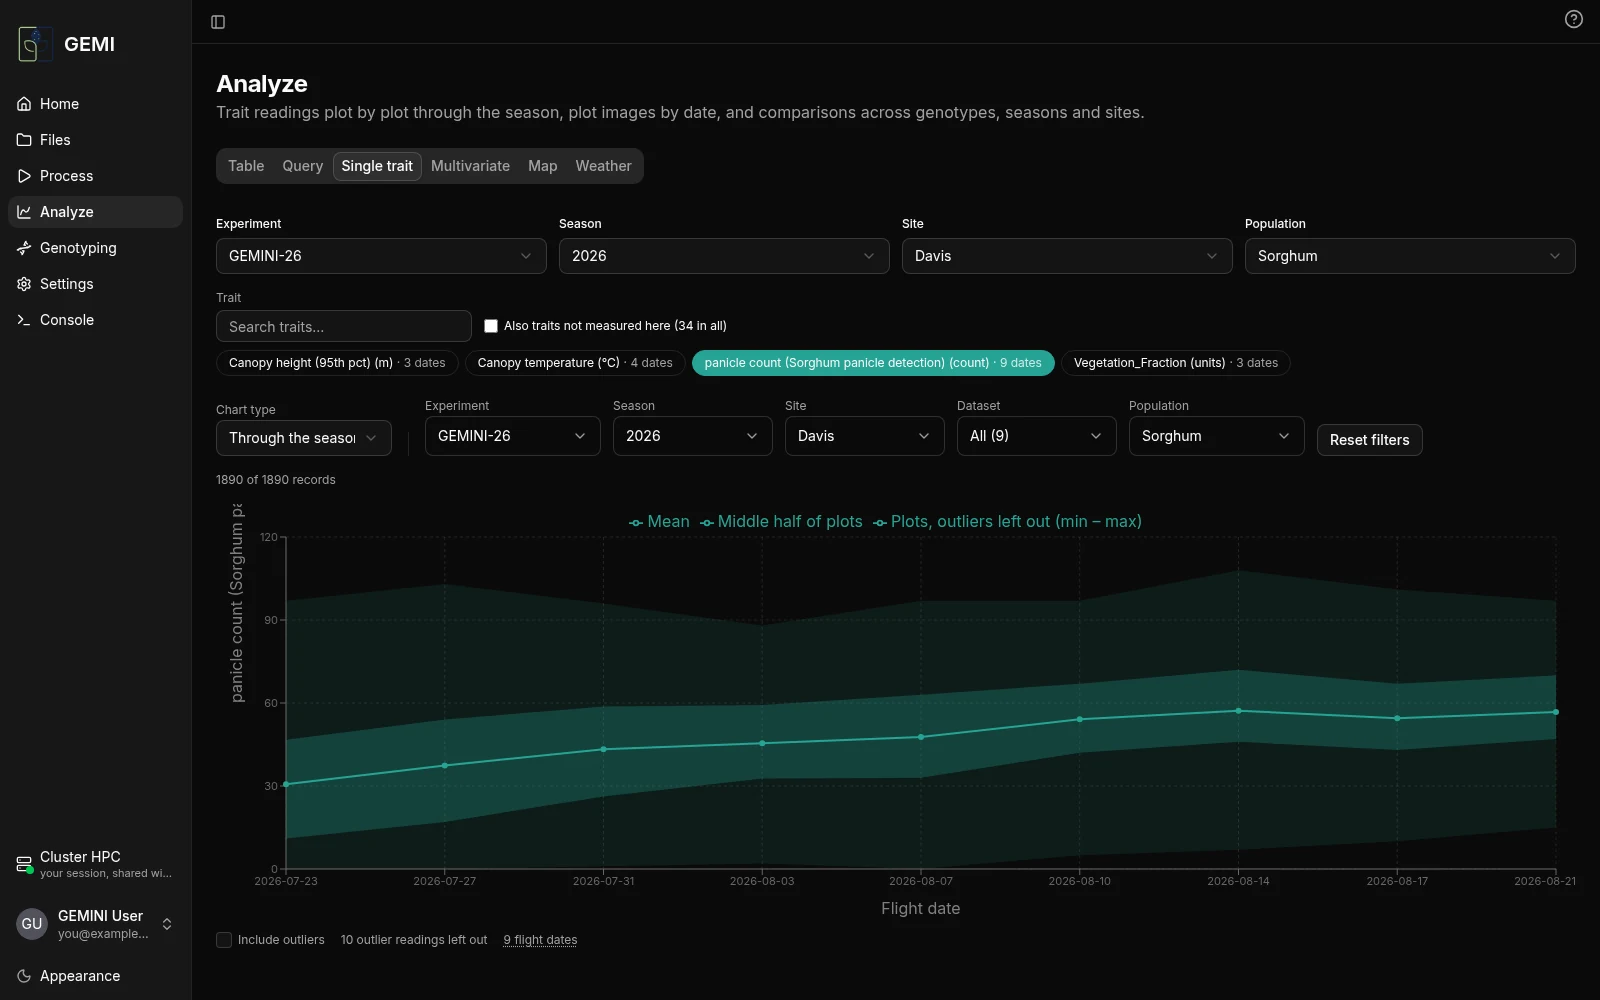 GEMI
Home
Files
Process
Analyze
Genotyping
Settings
Console
Cluster HPC
your session, shared wi...
GU
GEMINI User
you@example...
Appearance
Analyze
Trait readings plot by plot through the season, plot images by date, and comparisons across genotypes, seasons and sites.
Table Query Single trait Multivariate Map Weather
Experiment Season Site Population
GEMINI-26 2026 Davis Sorghum
Trait
Search traits... Also traits not measured here (34 in all)
Canopy height (95th pct) (m) · 3 dates Canopy temperature (°C) · 4 dates panicle count (Sorghum panicle detection) (count) · 9 dates Vegetation_Fraction (units) · 3 dates
Chart type Experiment Season Site Dataset Population
Through the seasor GEMINI-26 2026 Davis All (9) Sorghum Reset filters
1890 of 1890 records
Mean Middle half of plots Plots, outliers left out (min – max)
panicle count (Sorghum pa
120
90
60
30
0
2026-07-23 2026-07-27 2026-07-31 2026-08-03 2026-08-07 2026-08-10 2026-08-14 2026-08-17 2026-08-21
Flight date
Include outliers 10 outlier readings left out 9 flight dates